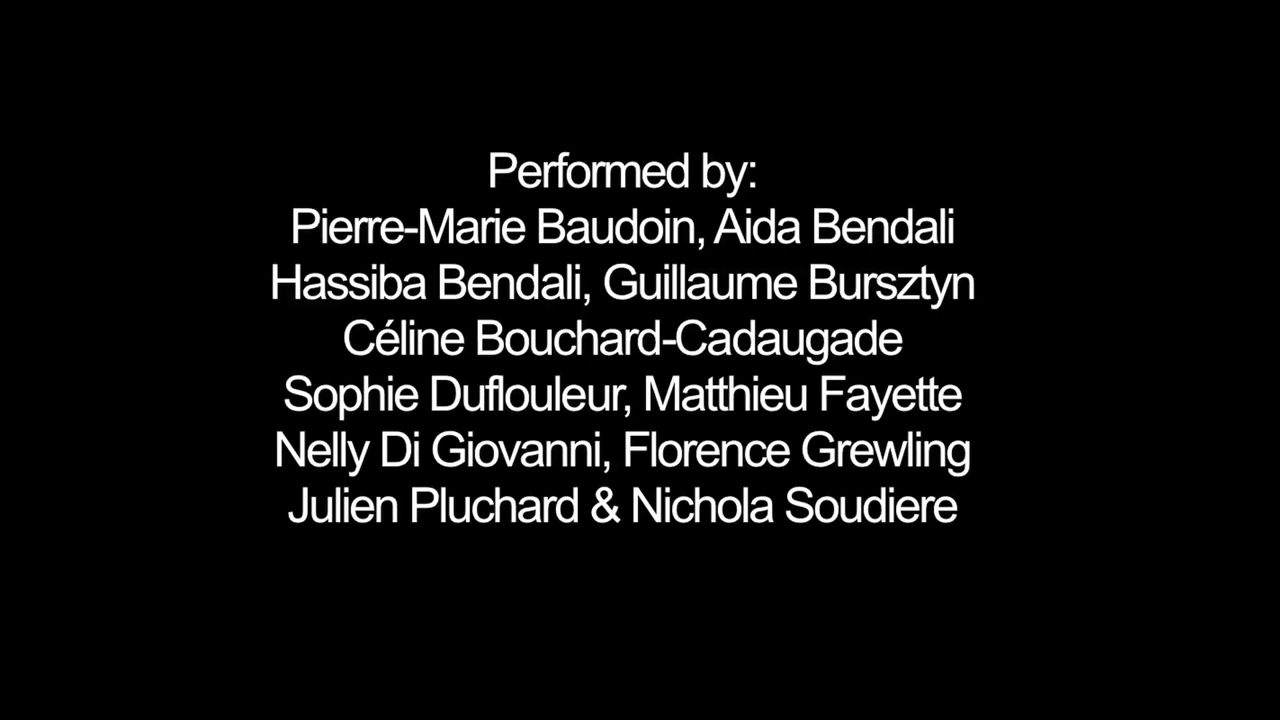 Performed by:
Pierre-Marie Baudoin, Aida Bendali
Hassiba Bendali, Guillaume Bursztyn
Céline Bouchard-Cadaugade
Sophie Duflouleur, Matthieu Fayette
Nelly Di Giovanni, Florence Grewling
Julien Pluchard & Nichola Soudiere